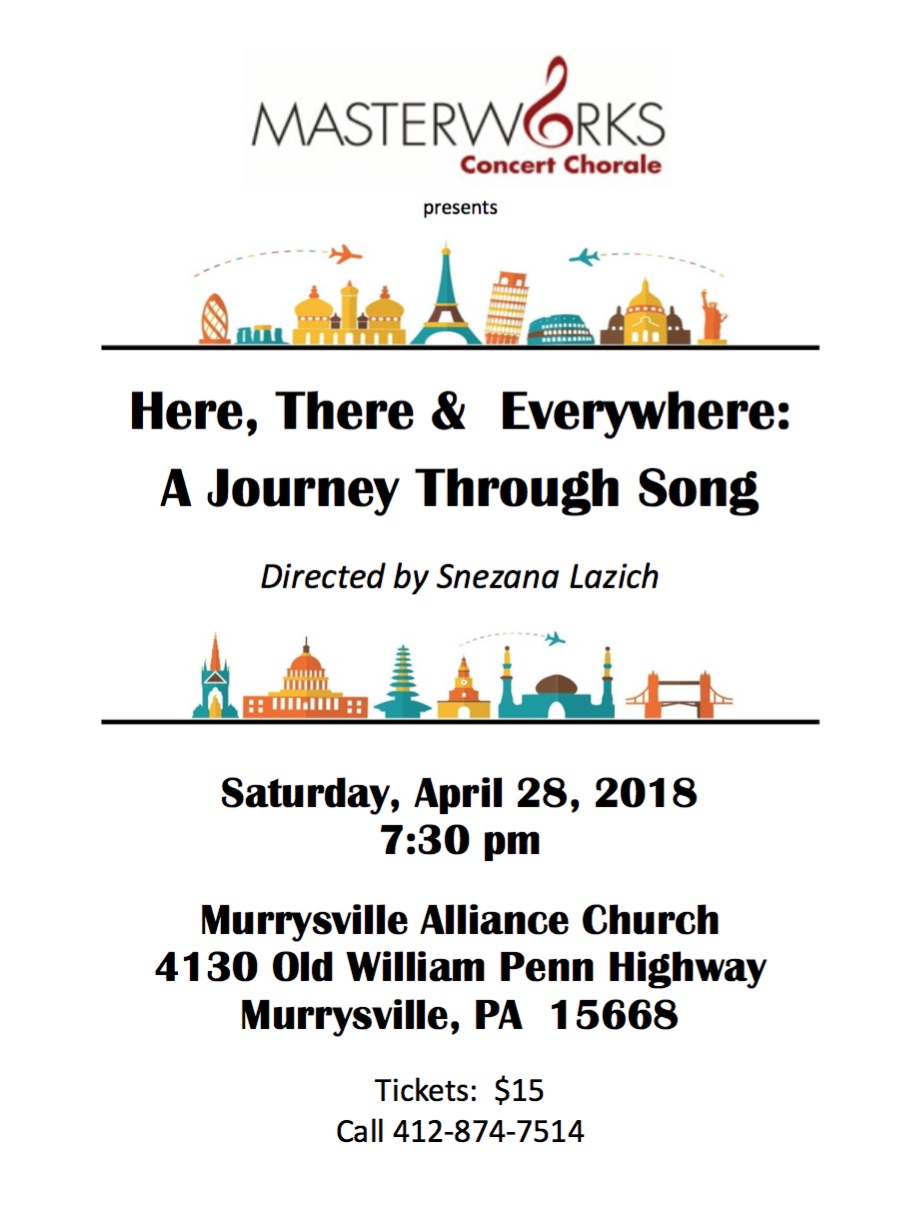 MASTERWORKS
Concert Chorale
presents
Here, There & Everywhere:
A Journey Through Song
Directed by Snezana Lazich
Saturday, April 28, 2018
7:30 pm
Murrysville Alliance Church
4130 Old William Penn Highway
Murrysville, PA 15668
Tickets: $15
Call 412-874-7514